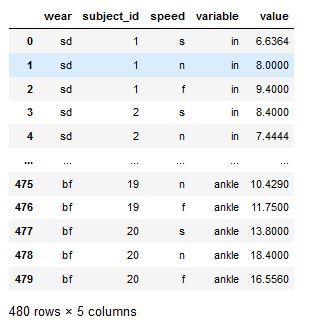 wear subject_id speed variable value
0 sd 1 s in 6.6364
1 sd 1 n in 8.0000
2 sd 1 f in 9.4000
3 sd 2 s in 8.4000
4 sd 2 n in 7.4444
... ... ... ... ... ...
475 bf 19 n ankle 10.4290
476 bf 19 f ankle 11.7500
477 bf 20 s ankle 13.8000
478 bf 20 n ankle 18.4000
479 bf 20 f ankle 16.5560
480 rows × 5 columns